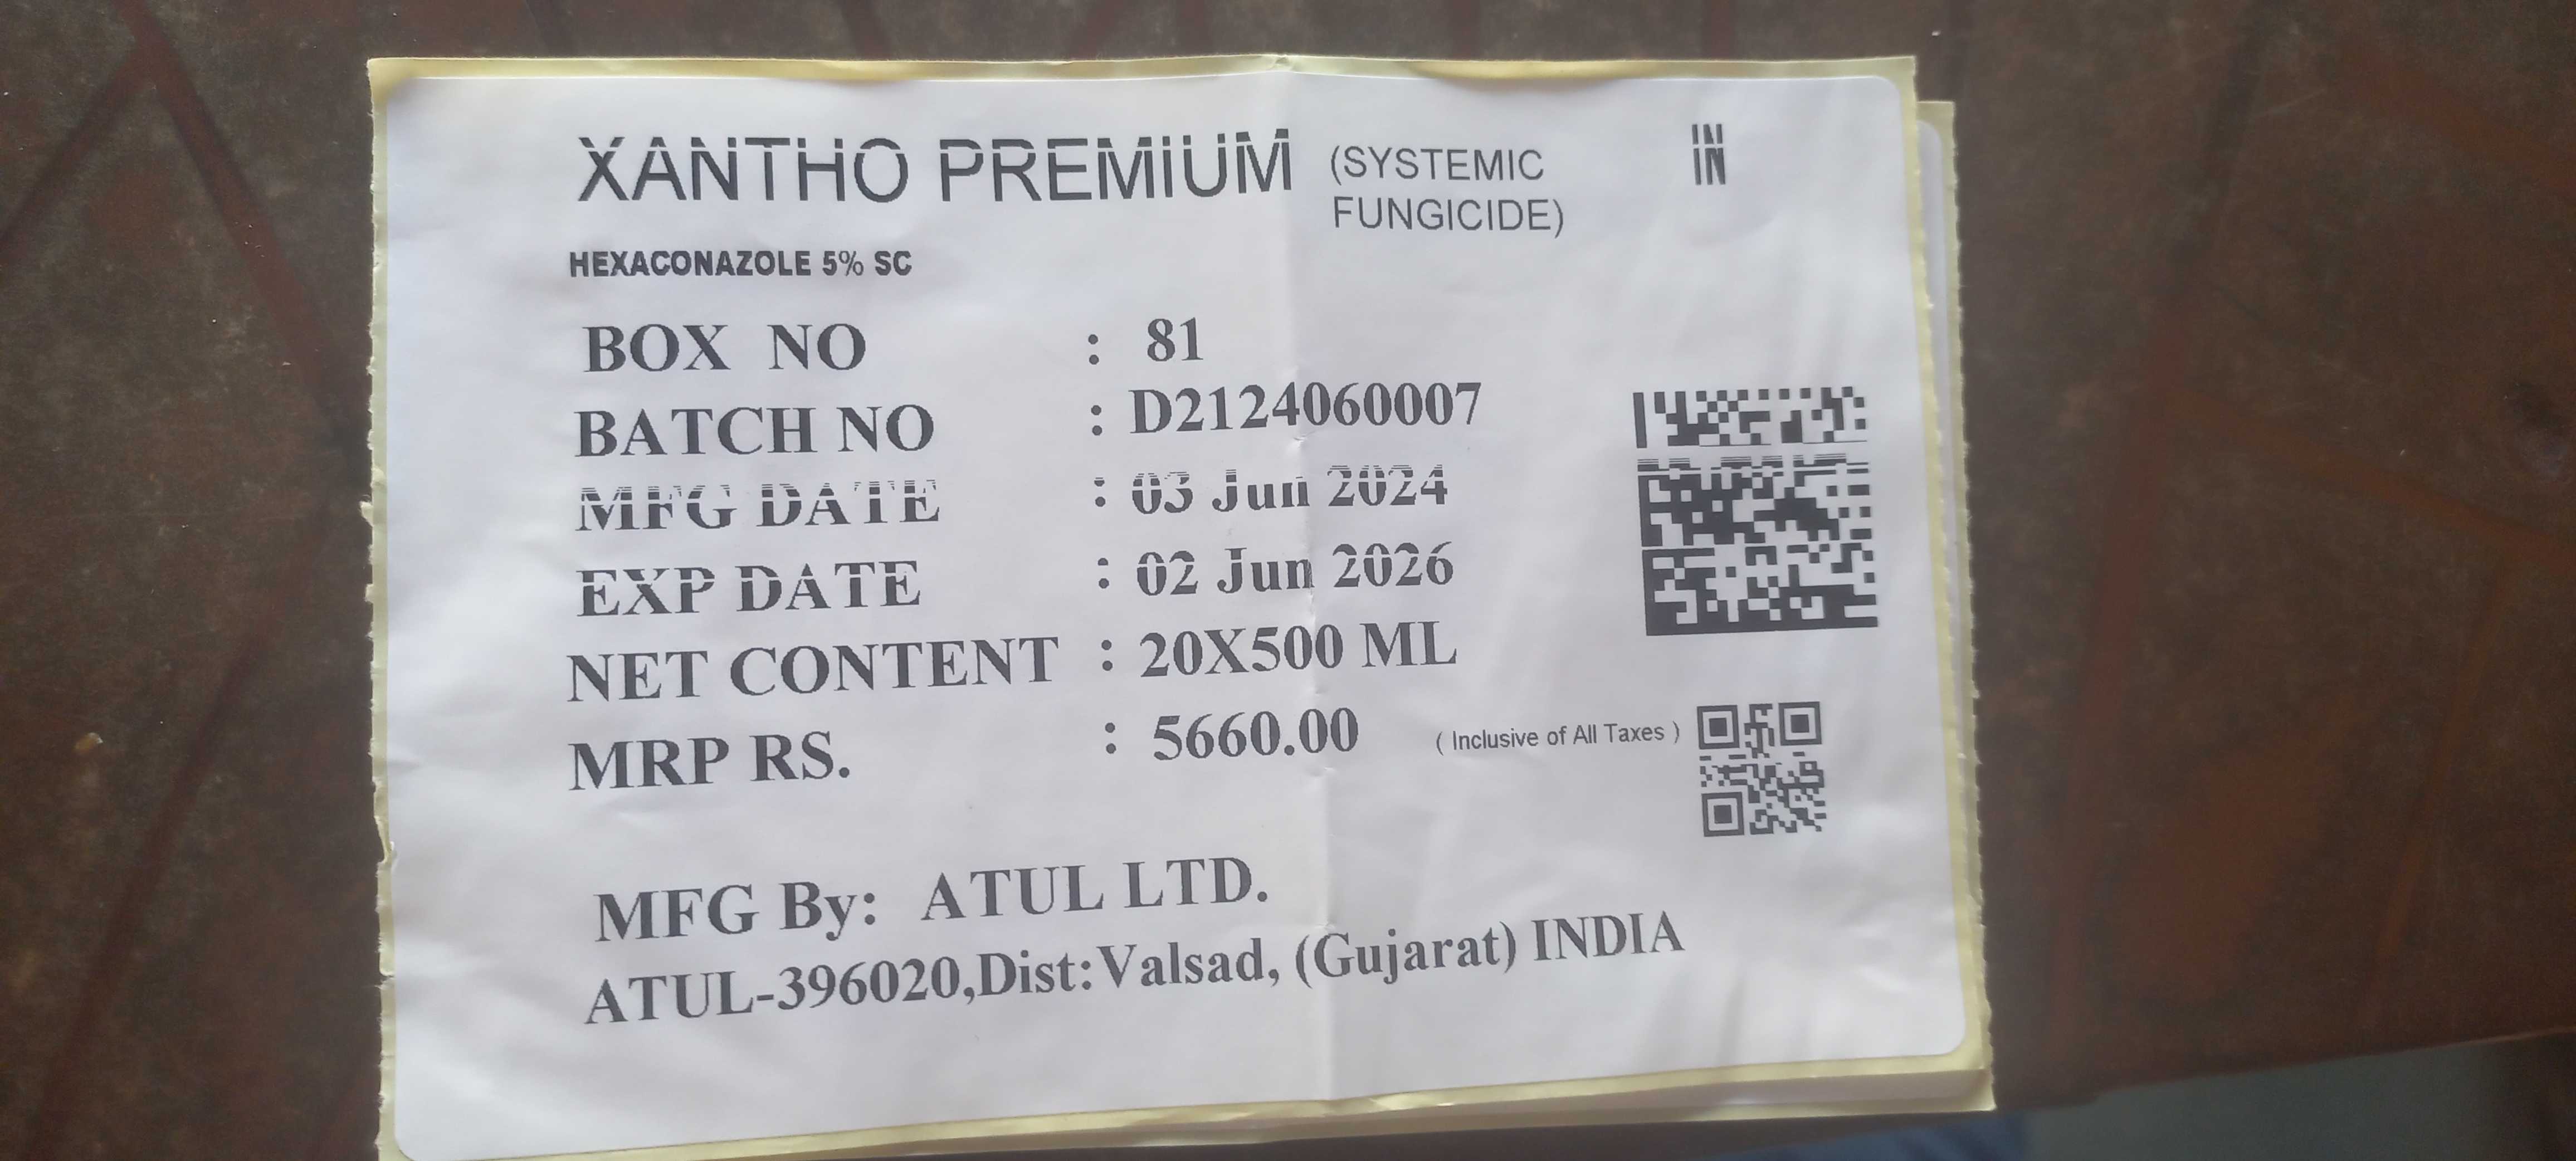 XANTHO PREMIUM (SYSTEMIC
FUNGICIDE)
IN
HEXACONAZOLE 5% SC
BOX NO : 81
BATCH NO : D2124060007
MFG DATE : 03 Jun 2024
EXP DATE : 02 Jun 2026
NET CONTENT : 20X500 ML
MRP RS. : 5660.00 ( Inclusive of All Taxes )
MFG By: ATUL LTD.
ATUL-396020,Dist:Valsad, (Gujarat) INDIA